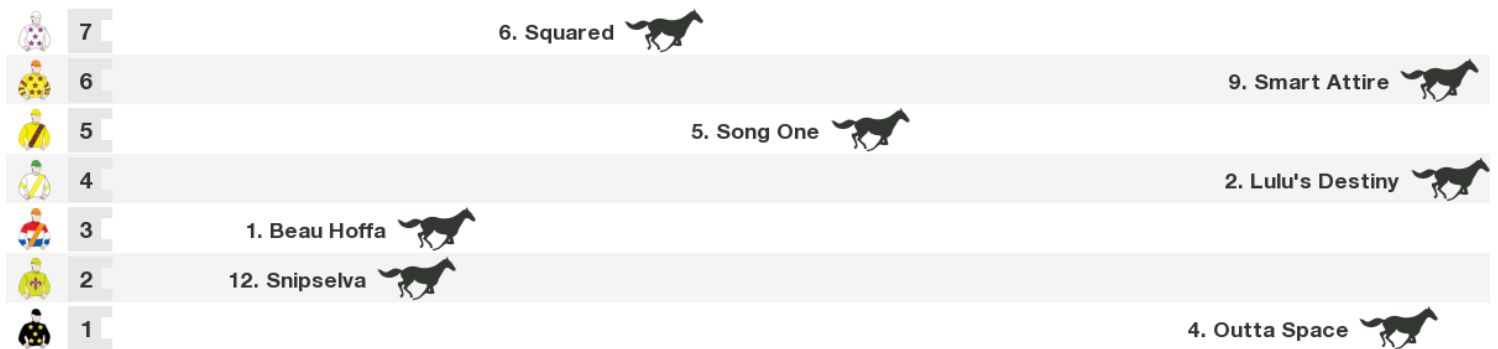 7 6. Squared
6 9. Smart Attire
5 5. Song One
4 2. Lulu's Destiny
3 1. Beau Hoffa
2 12. Snipselva
1 4. Outta Space